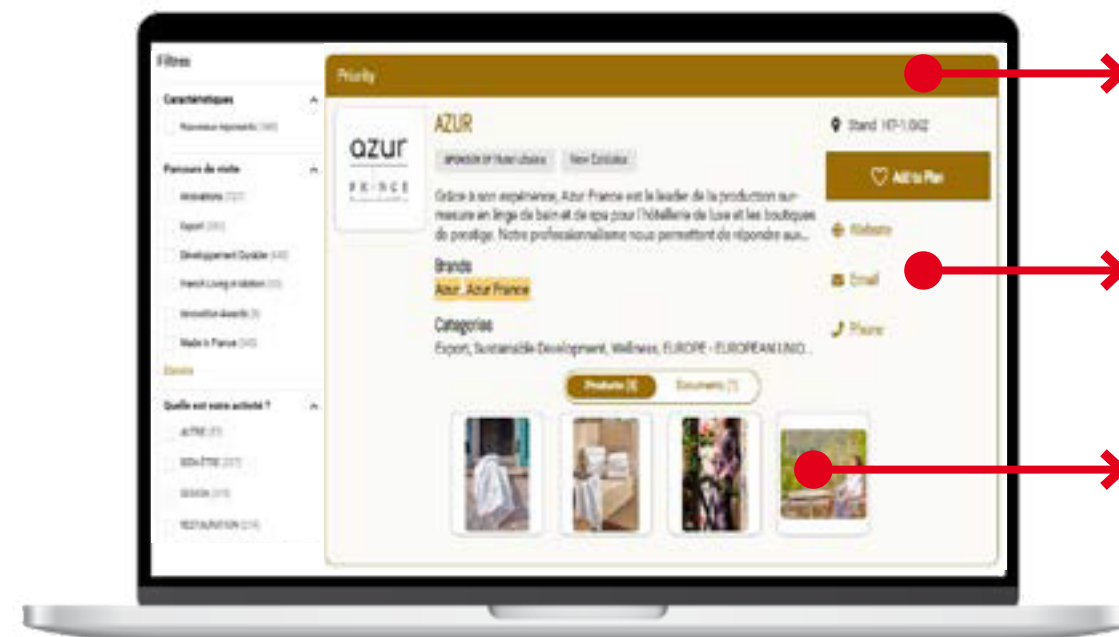 Filtres
Caractéristiques
Nouveaux exposants
Parcours de visite
Innovations
Export
Développement Durable
French Living in Motion
Innovation Awards
Made in France
Quelle est votre activité ?
AUTRE
BIEN-ÊTRE
DESIGN
RESTAURATION
Priority
azur
FRANCE
AZUR
New Exhibitor
Grâce à son expérience, Azur France est le leader de la production sur-
mesure en linge de bain et de spa pour l'hôtellerie de luxe et les boutiques
de prestige. Notre professionnalisme nous permettent de répondre aux...
Brands
Azur, Azur France
Categories
Export, Sustainable Development, Wellness, EUROPE - EUROPEAN UNIO...
Products
Documents
Stand
Add to Plan
Website
Email
Phone